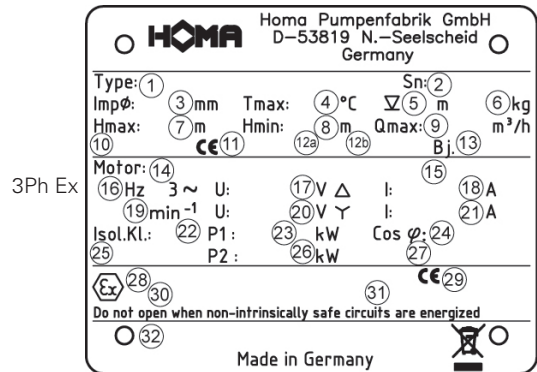 HOMA Homa Pumpenfabrik GmbH
D-53819 N.-Seelscheid
Germany
Type: 1 Sn: 2
Impø: 3 mm Tmax: 4 °C ▽ 5 m 6 kg
Hmax: 7 m Hmin: 8 m Qmax: 9 m³/h
10 CE 11 12a 12b Bj. 13
Motor: 14 15
3Ph Ex
16 Hz 3~ U: 17 V △ I: 18 A
19 min⁻¹ U: 20 V Y I: 21 A
Isol.Kl.: 22 P1: 23 kW Cos φ: 24
25 P2: 26 kW 27
Ex 28 CE 29
30 31
Do not open when non-intrinsically safe circuits are energized
32
Made in Germany